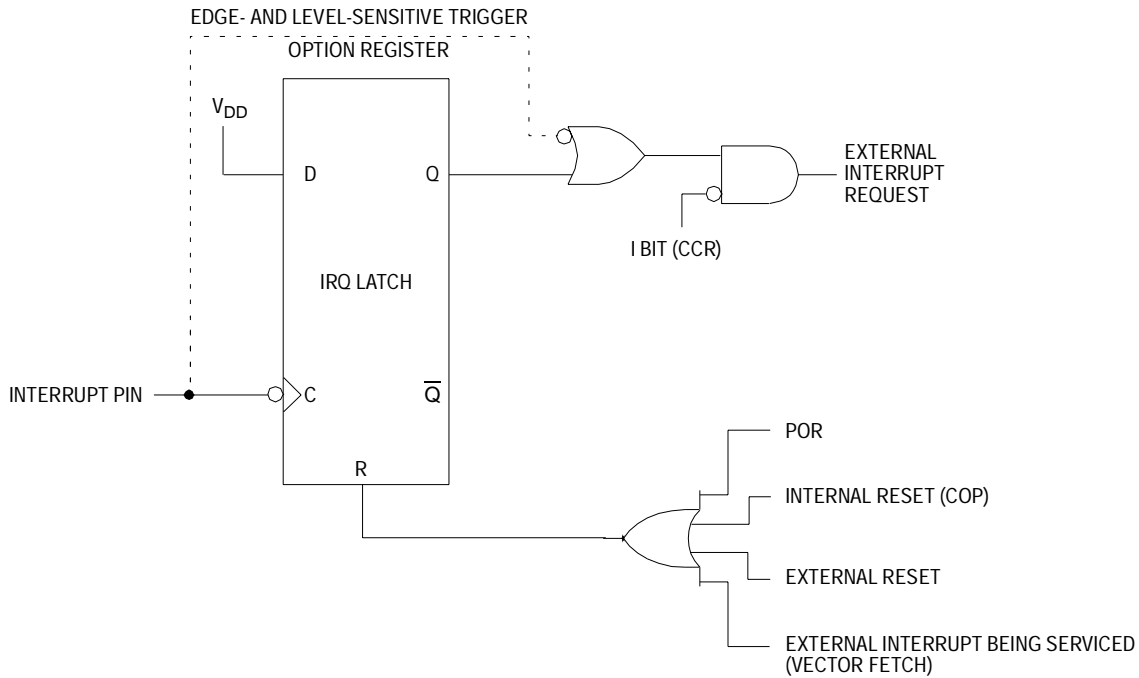 EDGE- AND LEVEL-SENSITIVE TRIGGER
OPTION REGISTER
VDD
D
Q
EXTERNAL
INTERRUPT
REQUEST
I BIT (CCR)
IRQ LATCH
INTERRUPT PIN
C
Q̅
R
POR
INTERNAL RESET (COP)
EXTERNAL RESET
EXTERNAL INTERRUPT BEING SERVICED
(VECTOR FETCH)